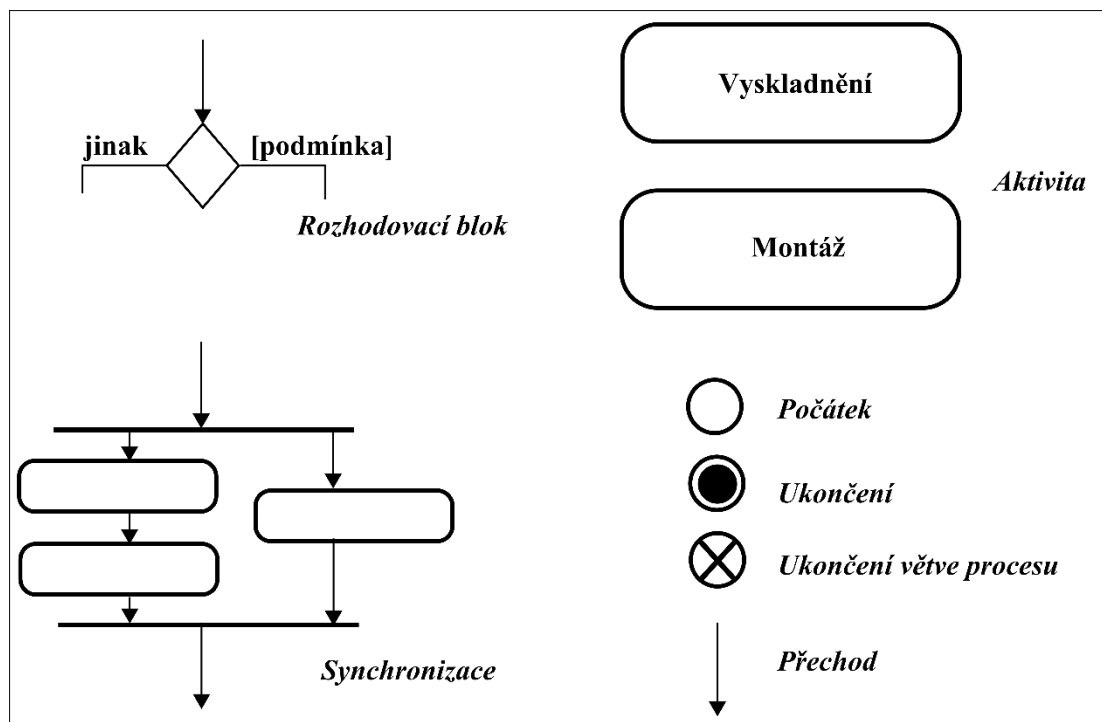 jinak
[podmínka]
Rozhodovací blok
Vyskladnění
Aktivita
Montáž
Synchronizace
Počátek
Ukončení
Ukončení větve procesu
Přechod